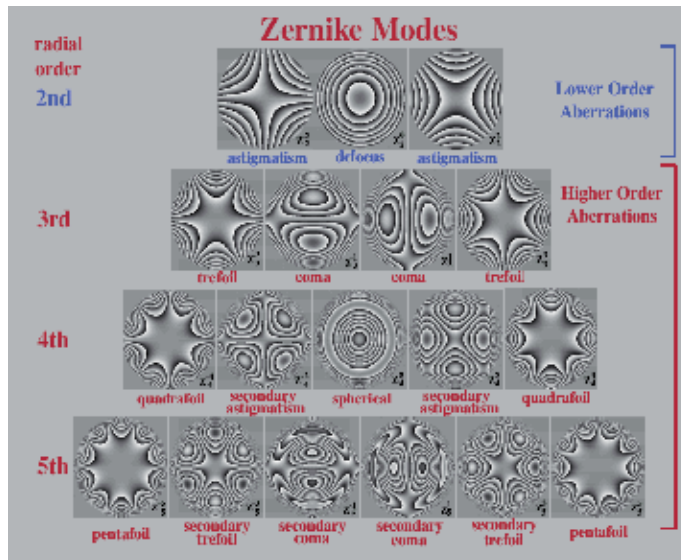 Zernike Modes
radial
order
2nd
Lower Order
Aberrations
astigmatism
defocus
astigmatism
3rd
Higher Order
Aberrations
trefoil
coma
coma
trefoil
4th
quadrafoil
secondary
astigmatism
spherical
secondary
astigmatism
quadrafoil
5th
pentafoil
secondary
trefoil
secondary
coma
secondary
coma
secondary
trefoil
pentafoil